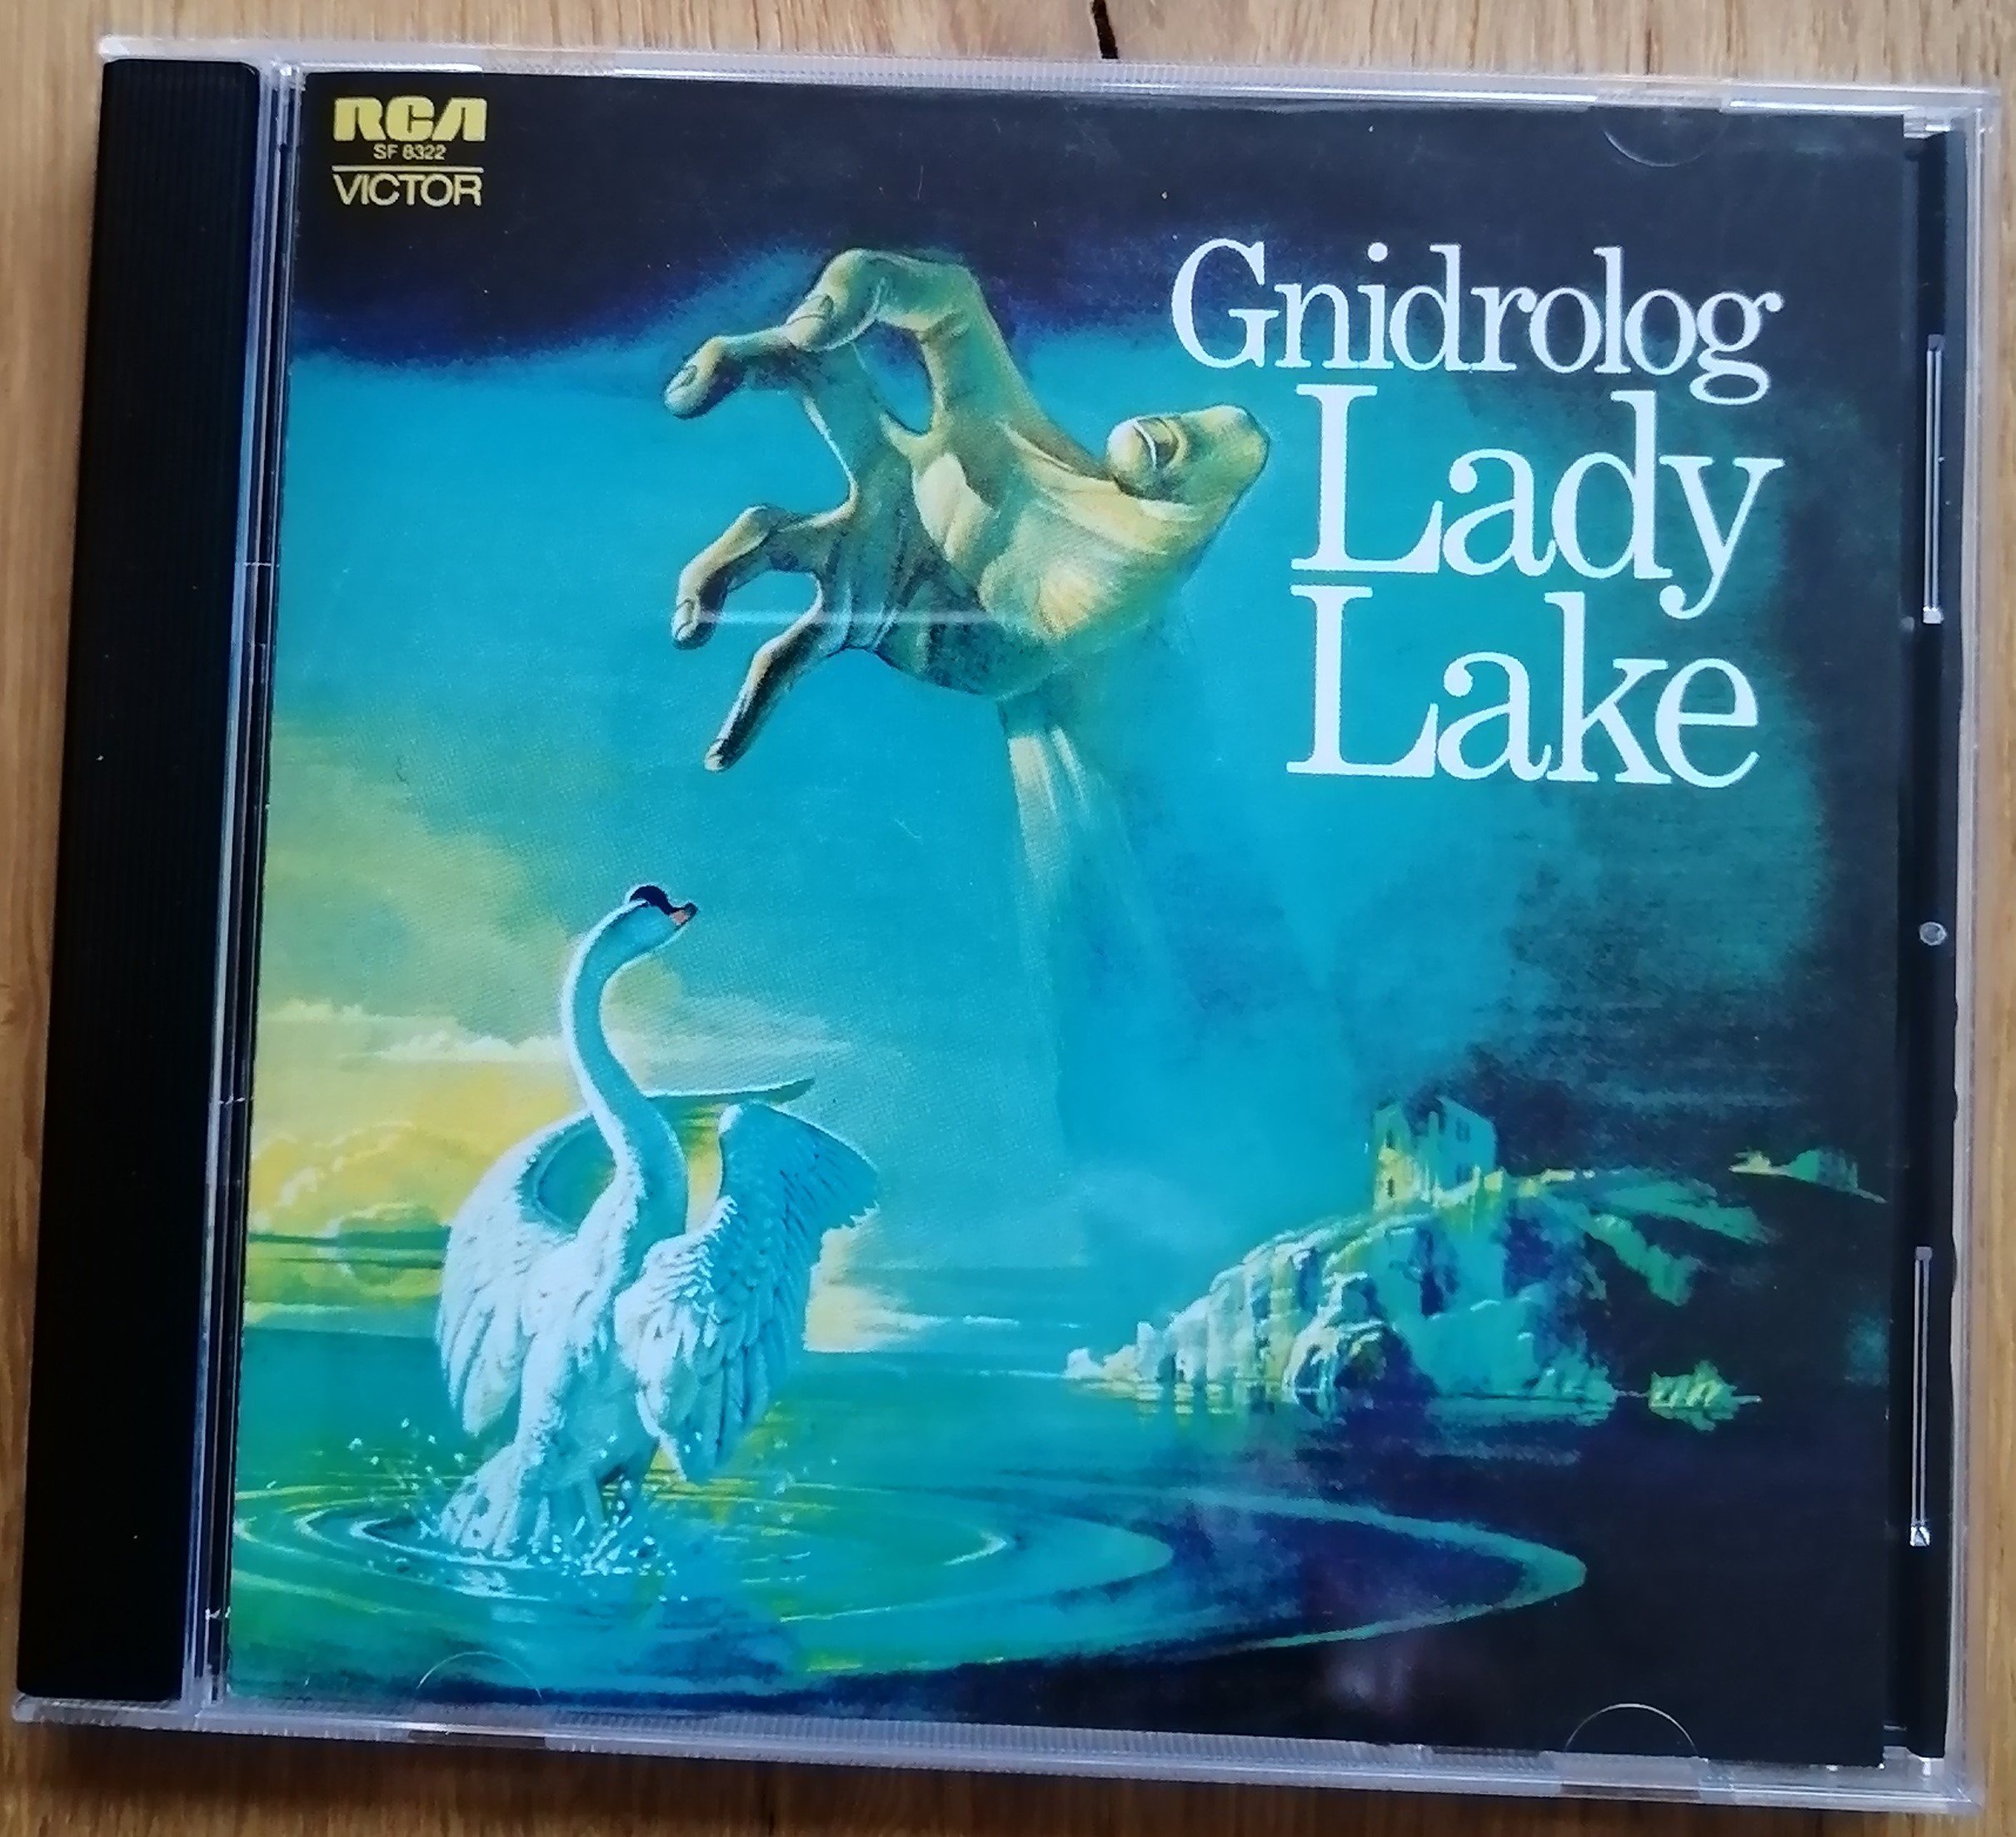 RCA
SF 8322
VICTOR
Gnidrolog
Lady
Lake